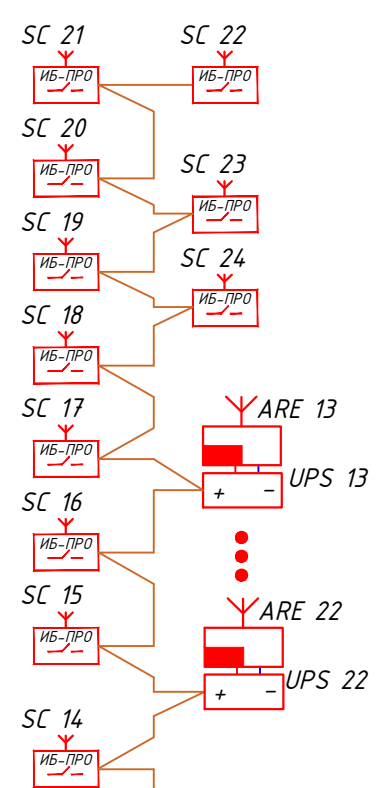 SC 21
ИБ-ПРО
SC 22
ИБ-ПРО
SC 20
ИБ-ПРО
SC 23
ИБ-ПРО
SC 19
ИБ-ПРО
SC 24
ИБ-ПРО
SC 18
ИБ-ПРО
SC 17
ИБ-ПРО
ARE 13
UPS 13
+ -
SC 16
ИБ-ПРО
SC 15
ИБ-ПРО
ARE 22
UPS 22
+ -
SC 14
ИБ-ПРО